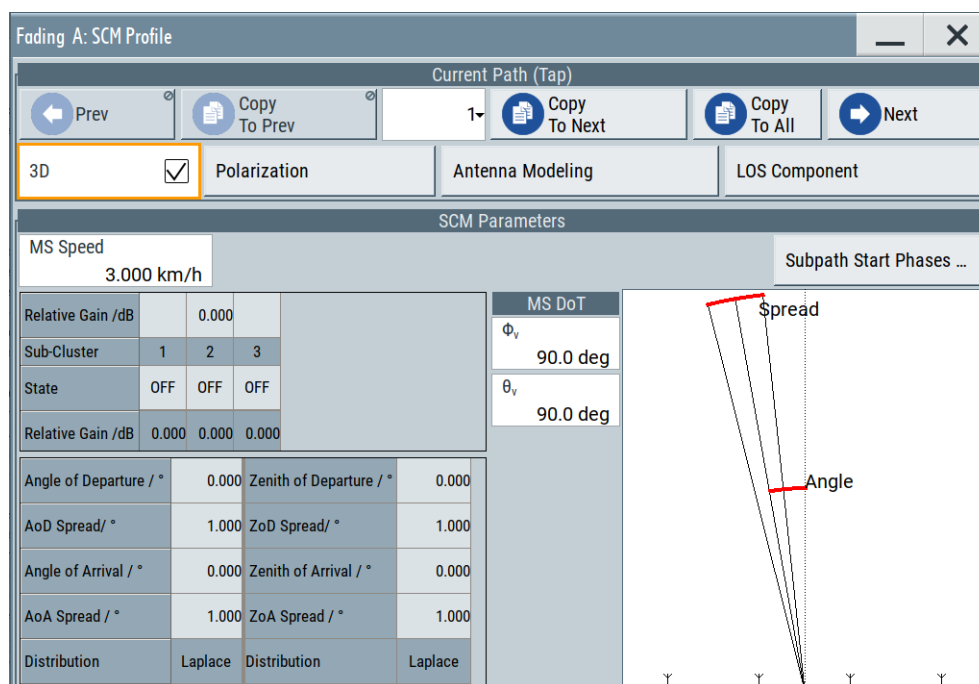 Fading A: SCM Profile
Current Path (Tap)
Prev
Copy
To Prev
1
Copy
To Next
Copy
To All
Next
3D
Polarization
Antenna Modeling
LOS Component
SCM Parameters
MS Speed
3.000 km/h
Subpath Start Phases ...
Relative Gain /dB 0.000
Sub-Cluster 1 2 3
State OFF OFF OFF
Relative Gain /dB 0.000 0.000 0.000
MS DoT
Φv
90.0 deg
θv
90.0 deg
Spread
Angle
Angle of Departure / ° 0.000 Zenith of Departure / ° 0.000
AoD Spread/ ° 1.000 ZoD Spread/ ° 1.000
Angle of Arrival / ° 0.000 Zenith of Arrival / ° 0.000
AoA Spread / ° 1.000 ZoA Spread / ° 1.000
Distribution Laplace Distribution Laplace